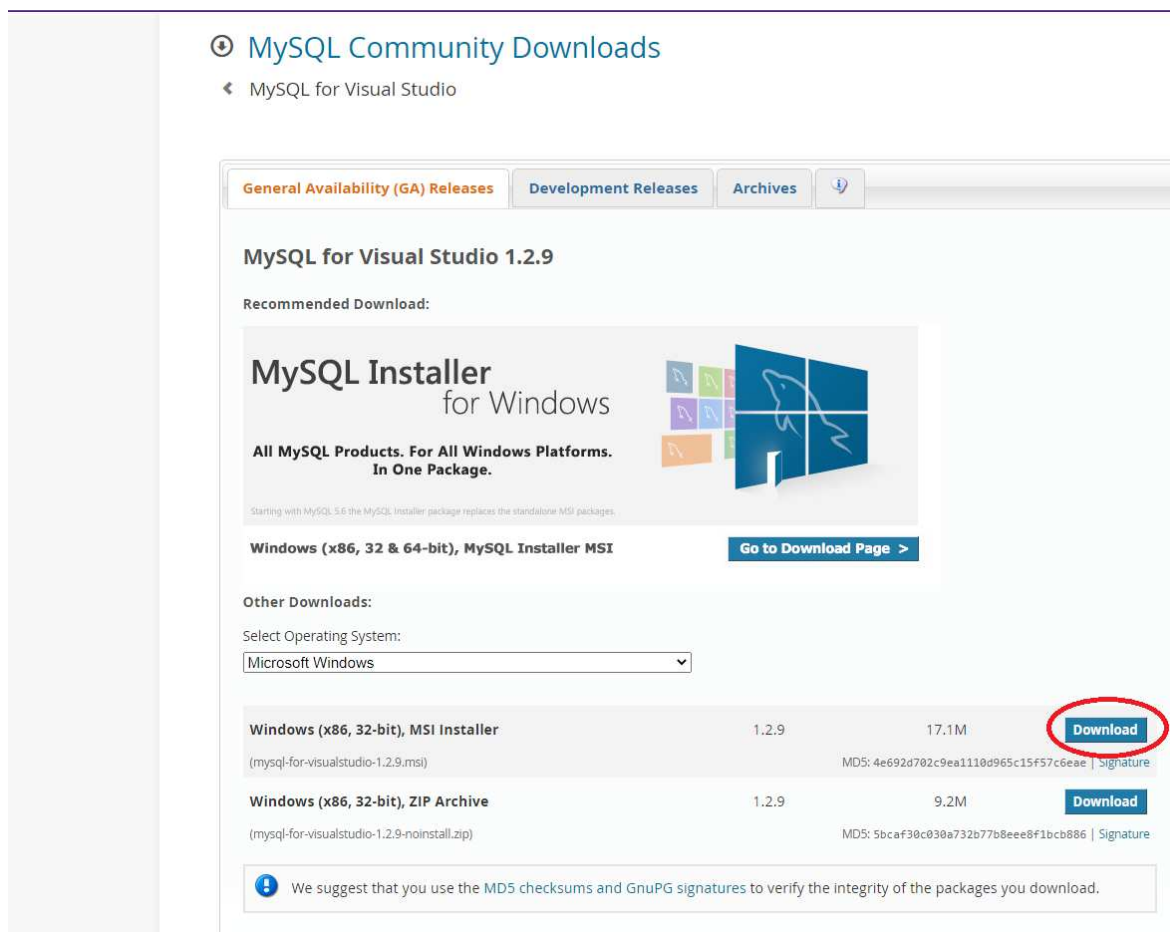 MySQL Community Downloads
MySQL for Visual Studio
General Availability (GA) Releases
Development Releases
Archives
MySQL for Visual Studio 1.2.9
Recommended Download:
MySQL Installer
for Windows
All MySQL Products. For All Windows Platforms.
In One Package.
Starting with MySQL 5.6 the MySQL Installer package replaces the standalone MSI packages.
Windows (x86, 32 & 64-bit), MySQL Installer MSI
Go to Download Page >
Other Downloads:
Select Operating System:
Microsoft Windows
Windows (x86, 32-bit), MSI Installer 1.2.9 17.1M Download
(mysql-for-visualstudio-1.2.9.msi) MD5: 4e692d702c9ea1110d965c15f57c6eae | Signature
Windows (x86, 32-bit), ZIP Archive 1.2.9 9.2M Download
(mysql-for-visualstudio-1.2.9-noinstall.zip) MD5: 5bcaf30c030a732b77b8eee8f1bcb886 | Signature
We suggest that you use the MD5 checksums and GnuPG signatures to verify the integrity of the packages you download.